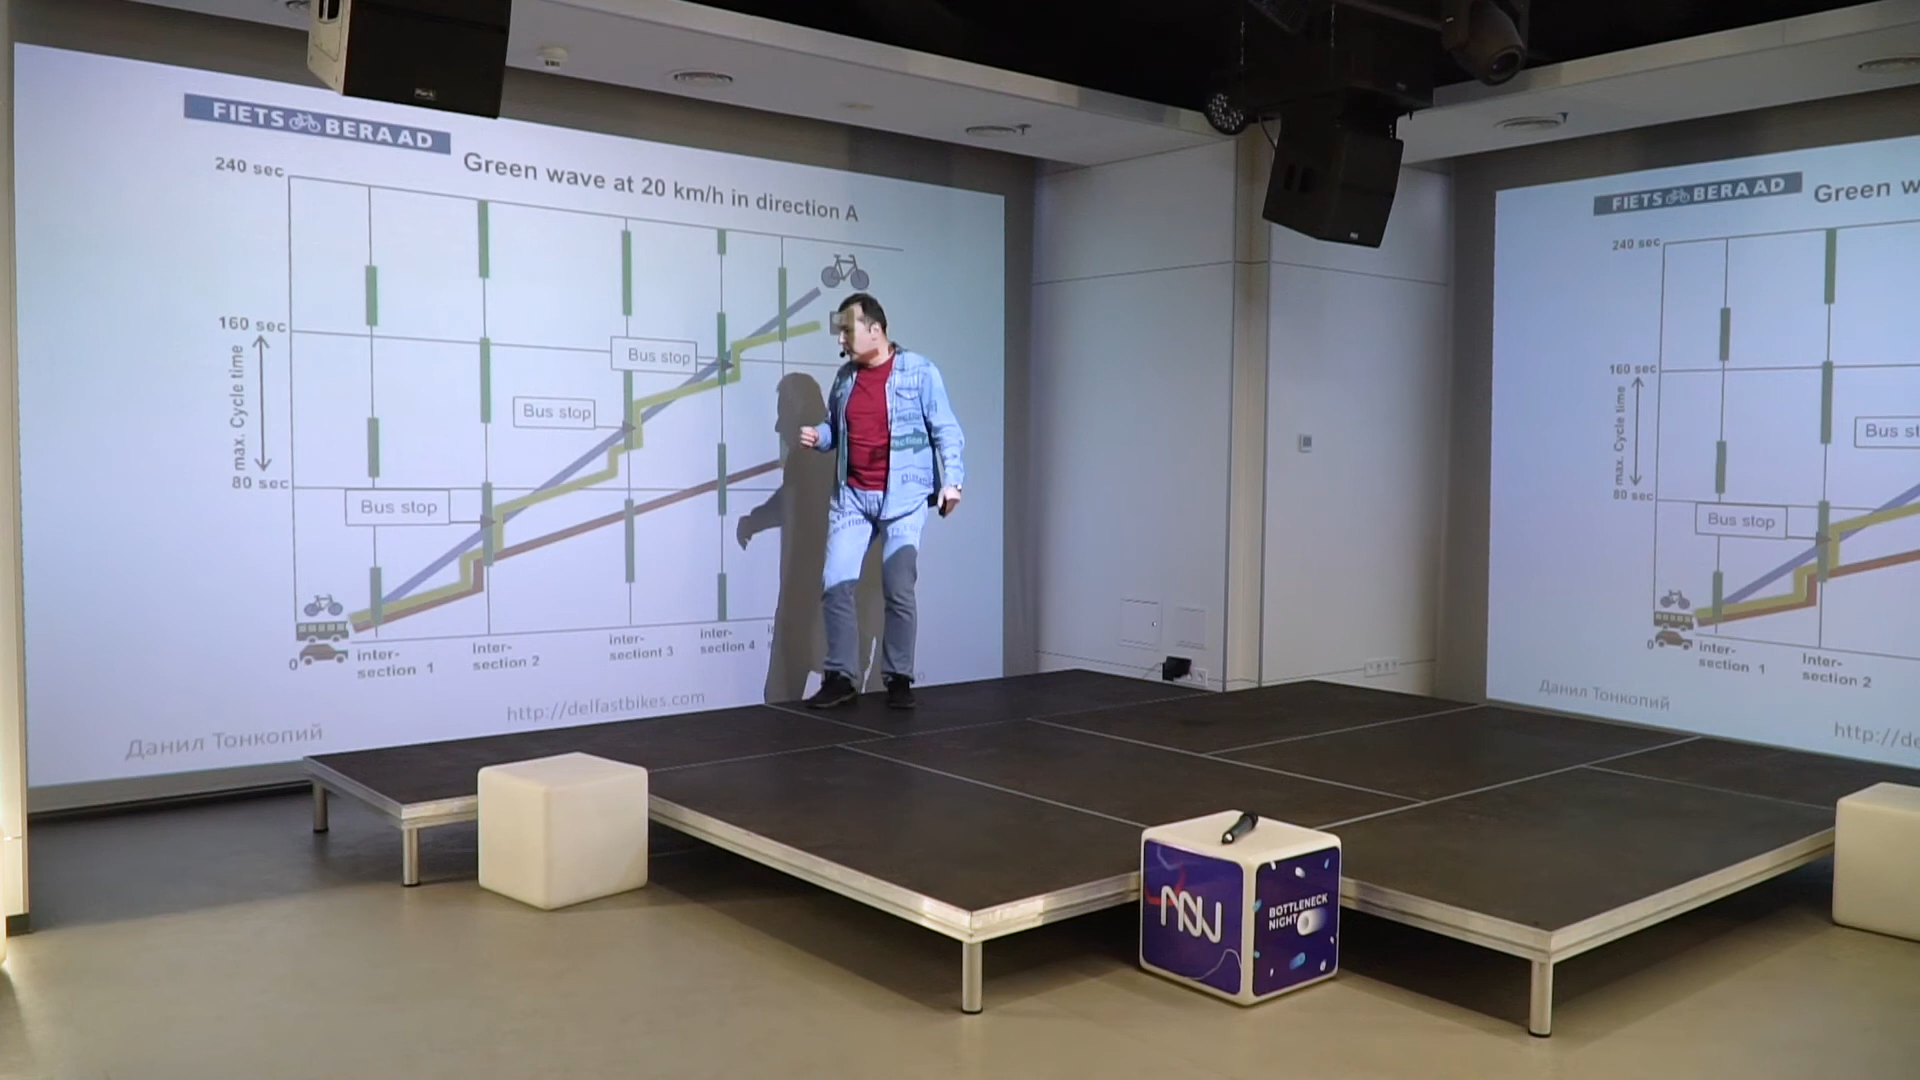 FIETS BERAAD
Green wave at 20 km/h in direction A
240 sec
160 sec
max. Cycle time
80 sec
0
Bus stop
Bus stop
Bus stop
inter-
section 1
Inter-
section 2
inter-
sectiont 3
inter-
section 4
http://delfastbikes.com
Данил Тонкопий
FIETS BERAAD
Green w
240 sec
160 sec
max. Cycle time
80 sec
0
Bus st
Bus stop
inter-
section 1
Inter-
section 2
Данил Тонкопий
http://de
BOTTLENECK
NIGHT